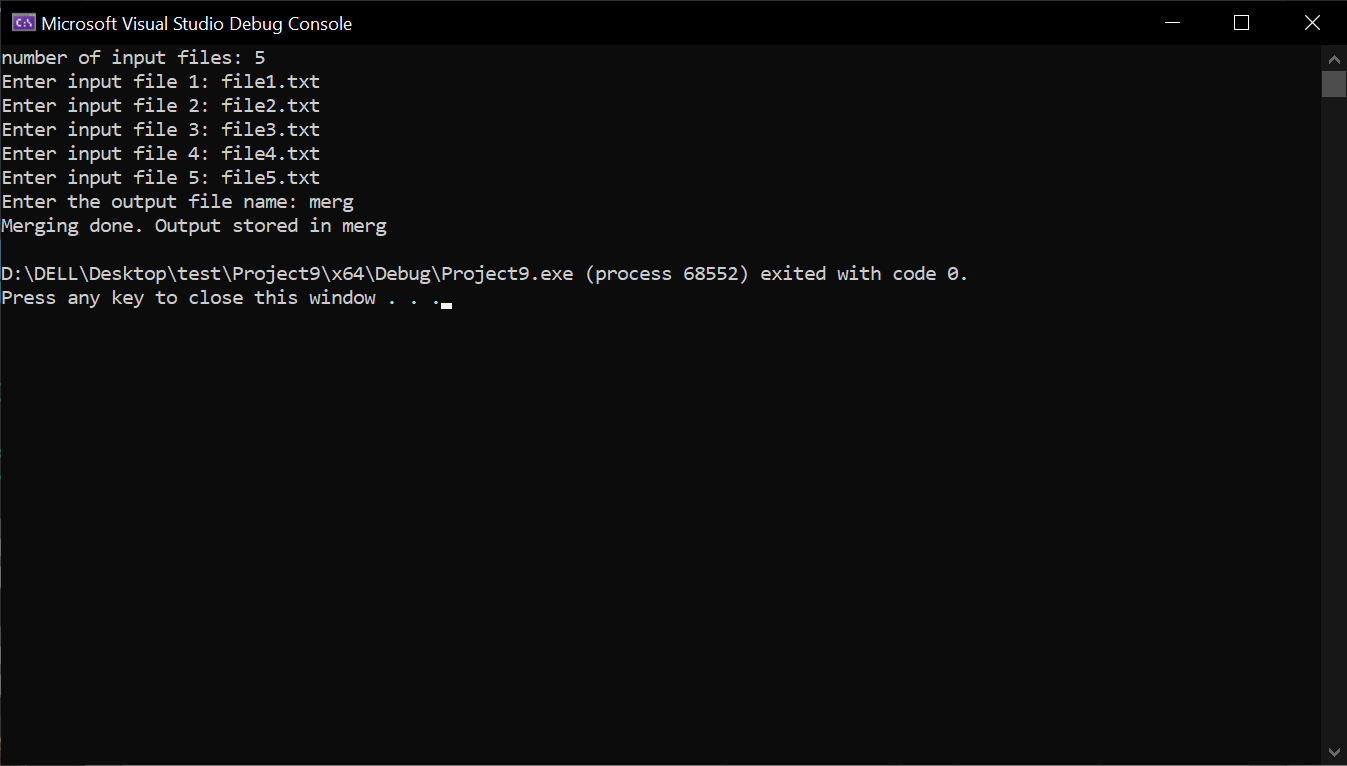 Microsoft Visual Studio Debug Console
number of input files: 5
Enter input file 1: file1.txt
Enter input file 2: file2.txt
Enter input file 3: file3.txt
Enter input file 4: file4.txt
Enter input file 5: file5.txt
Enter the output file name: merg
Merging done. Output stored in merg
D:\DELL\Desktop\test\Project9\x64\Debug\Project9.exe (process 68552) exited with code 0.
Press any key to close this window . . .